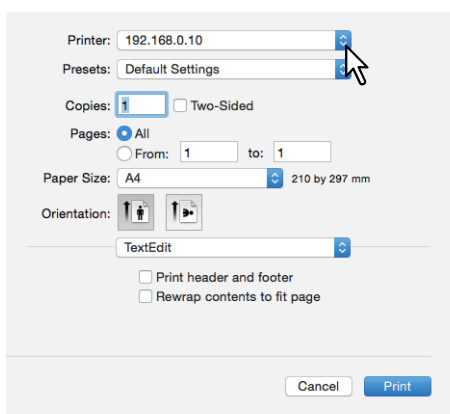 Printer: 192.168.0.10
Presets: Default Settings
Copies: 1 Two-Sided
Pages: All
From: 1 to: 1
Paper Size: A4 210 by 297 mm
Orientation:
TextEdit
Print header and footer
Rewrap contents to fit page
Cancel Print